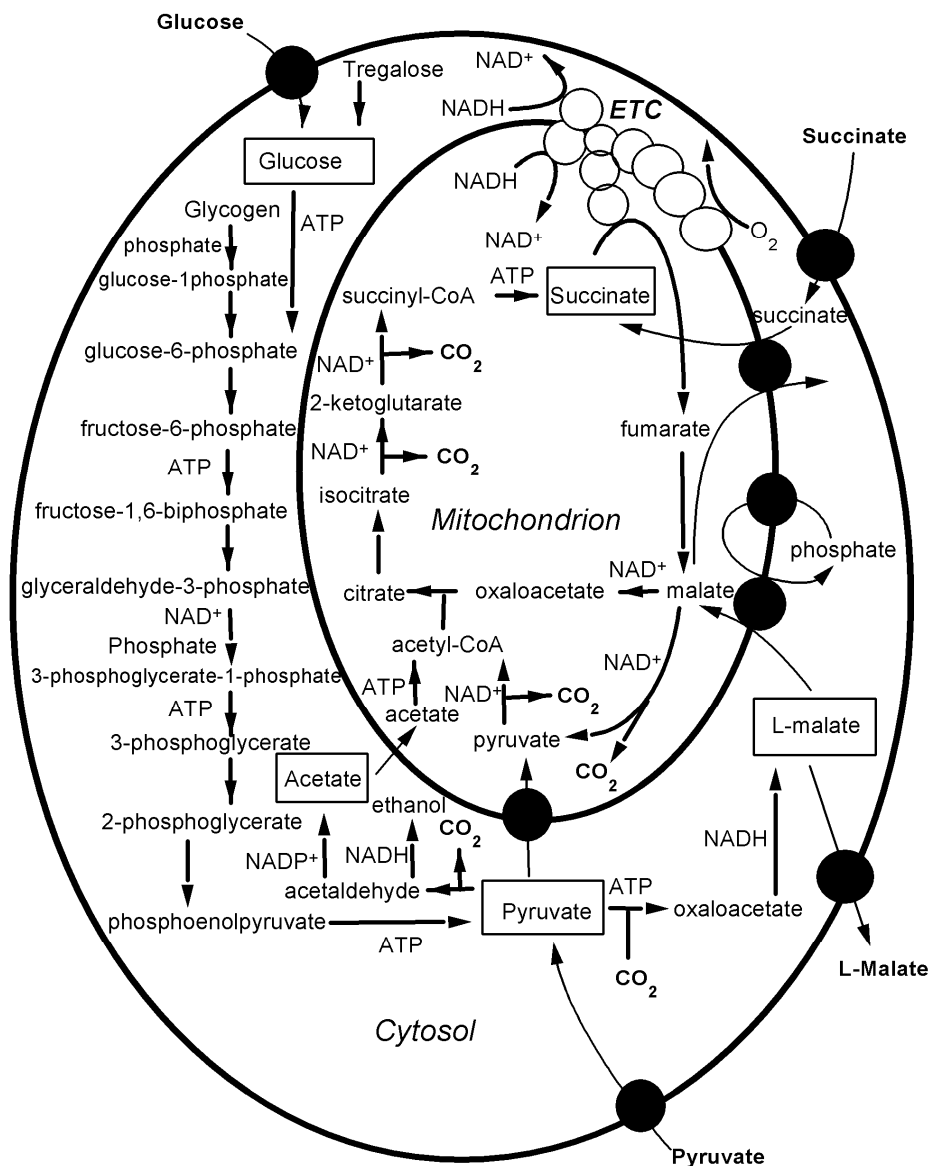 Glucose
Tregalose
NAD+
NADH
ETC
Succinate
Glucose
NADH
NAD+
O2
Glycogen
ATP
phosphate
glucose-1phosphate
succinyl-CoA
ATP
Succinate
succinate
glucose-6-phosphate
NAD+
CO2
2-ketoglutarate
fructose-6-phosphate
fumarate
NAD+
CO2
ATP
isocitrate
fructose-1,6-biphosphate
Mitochondrion
phosphate
glyceraldehyde-3-phosphate
citrate
oxaloacetate
NAD+
malate
NAD+
Phosphate
acetyl-CoA
NAD+
3-phosphoglycerate-1-phosphate
ATP
NAD+
CO2
ATP
acetate
L-malate
3-phosphoglycerate
pyruvate
CO2
Acetate
ethanol
2-phosphoglycerate
CO2
NADH
NADP+
NADH
acetaldehyde
ATP
Pyruvate
oxaloacetate
phosphoenolpyruvate
ATP
CO2
L-Malate
Cytosol
Pyruvate